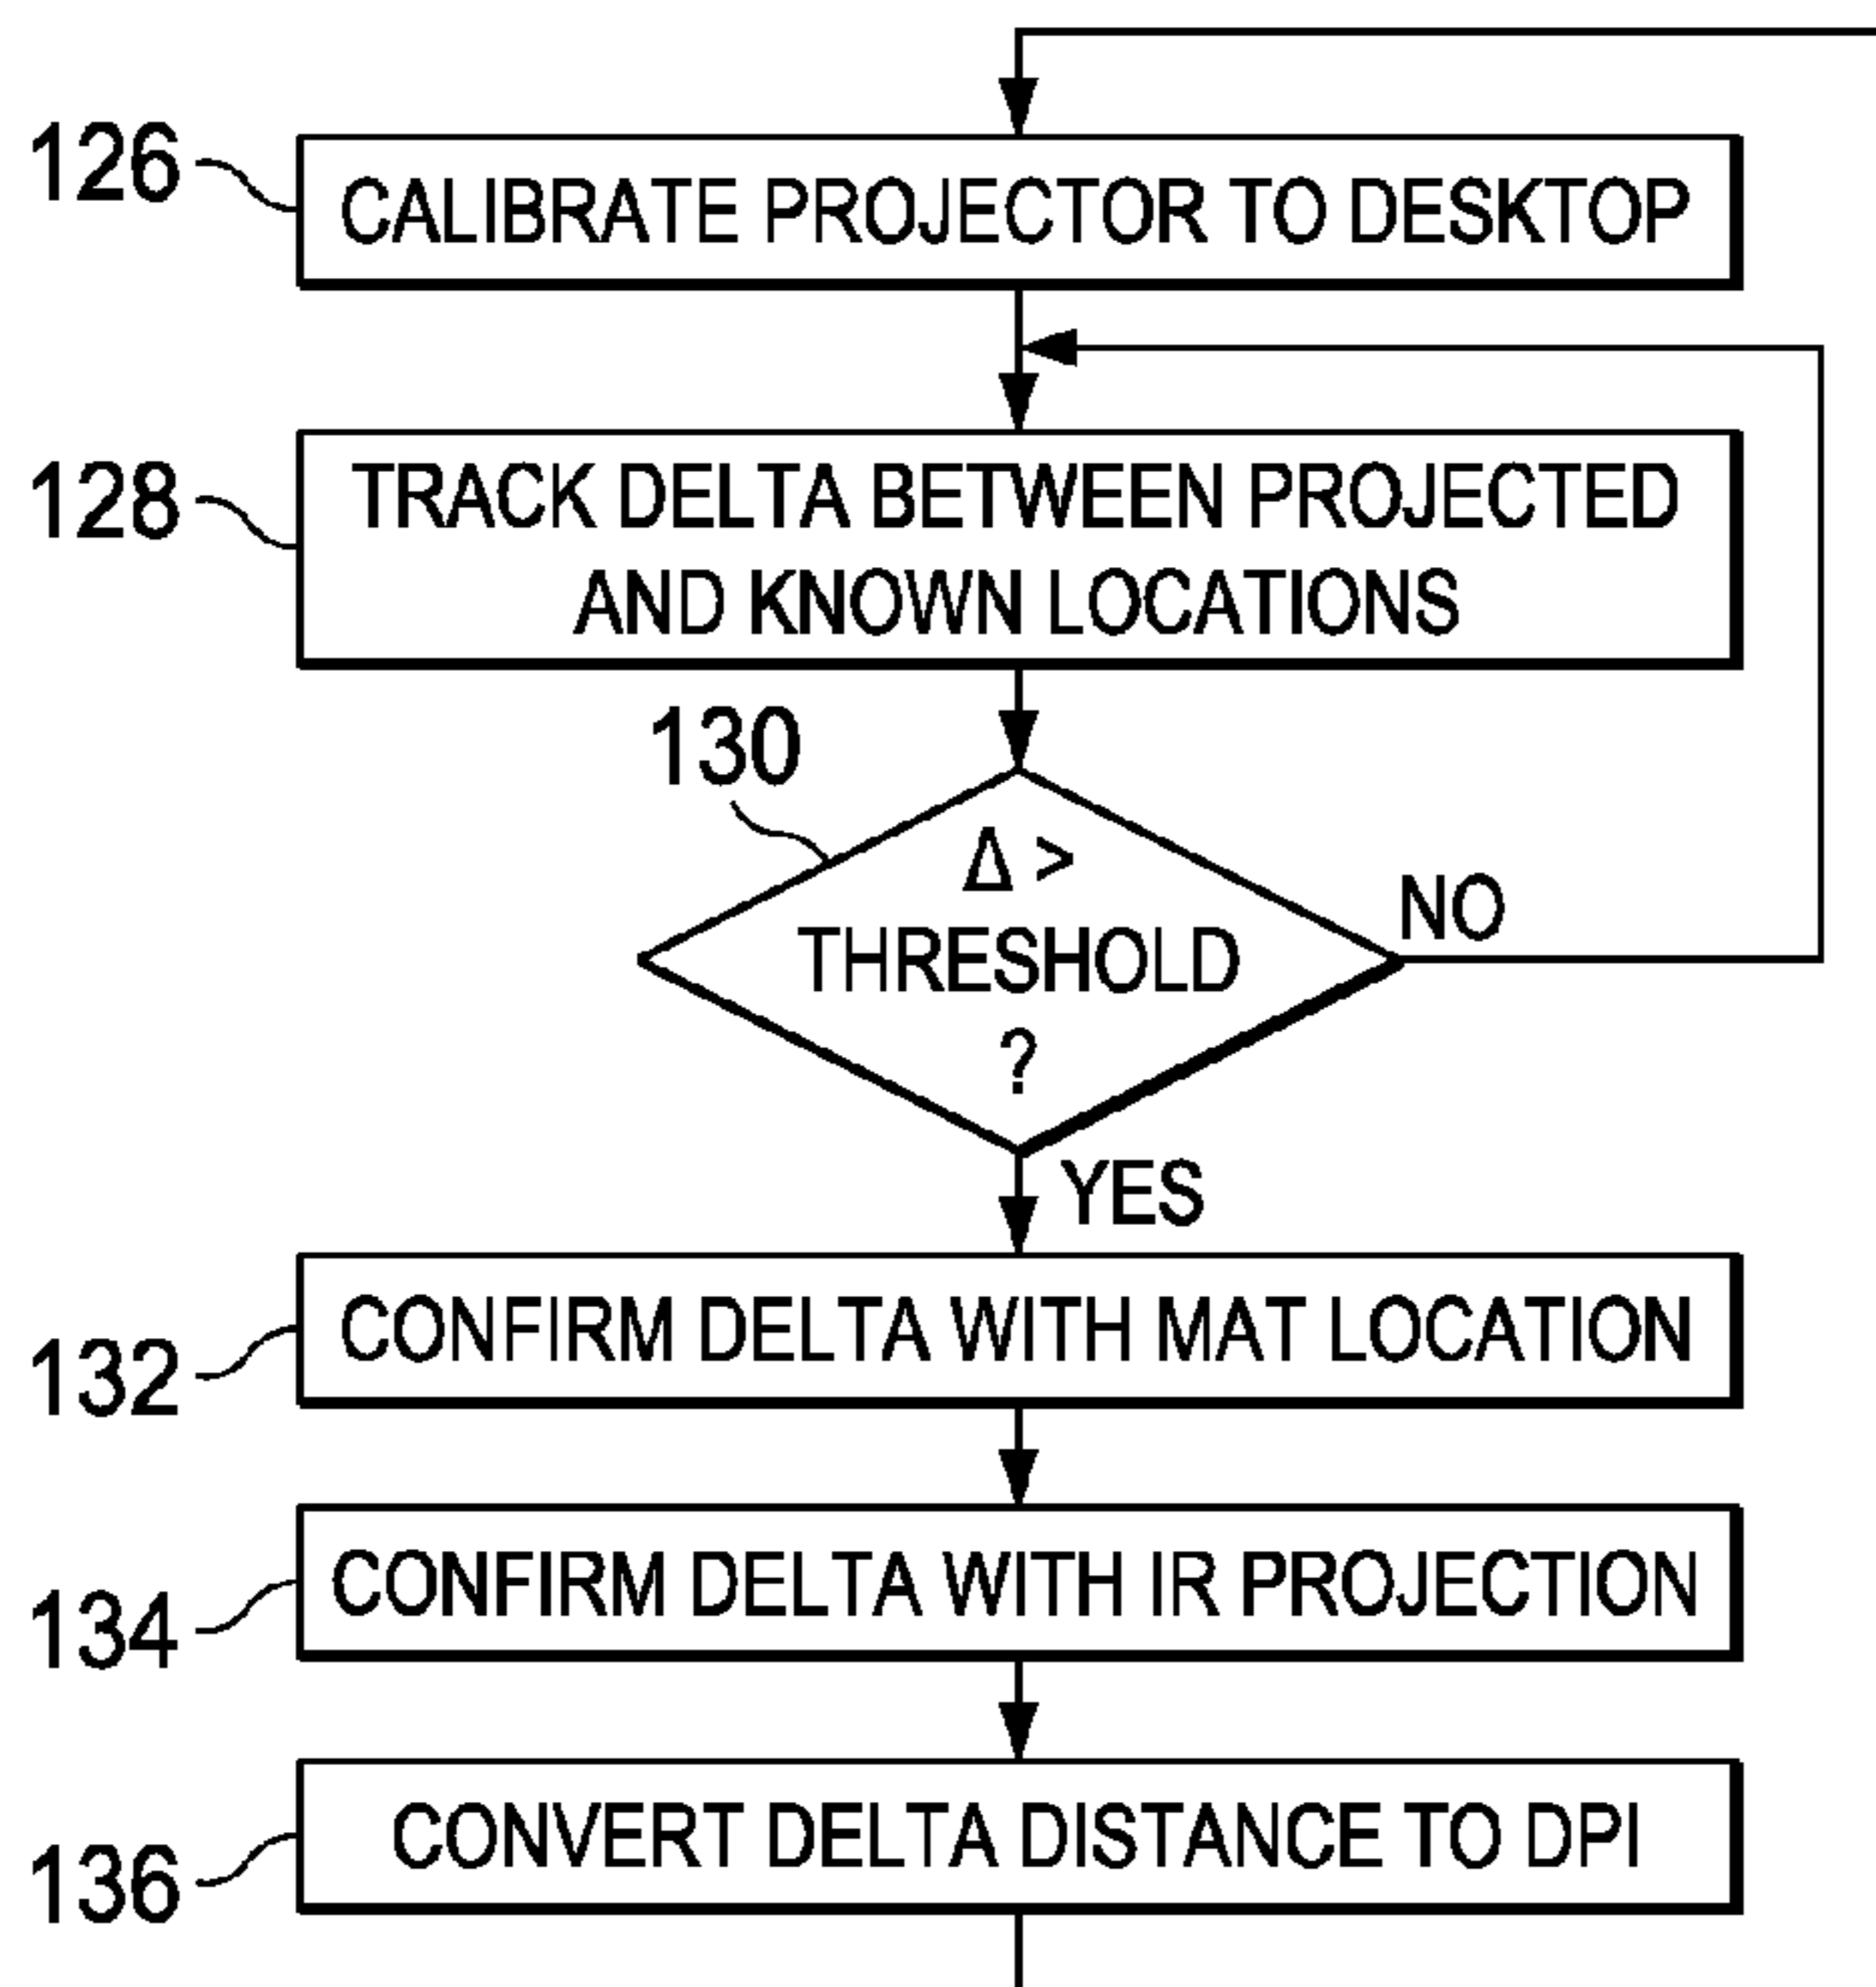 126
CALIBRATE PROJECTOR TO DESKTOP
128
TRACK DELTA BETWEEN PROJECTED
AND KNOWN LOCATIONS
130
Δ >
THRESHOLD
?
NO
YES
132
CONFIRM DELTA WITH MAT LOCATION
134
CONFIRM DELTA WITH IR PROJECTION
136
CONVERT DELTA DISTANCE TO DPI